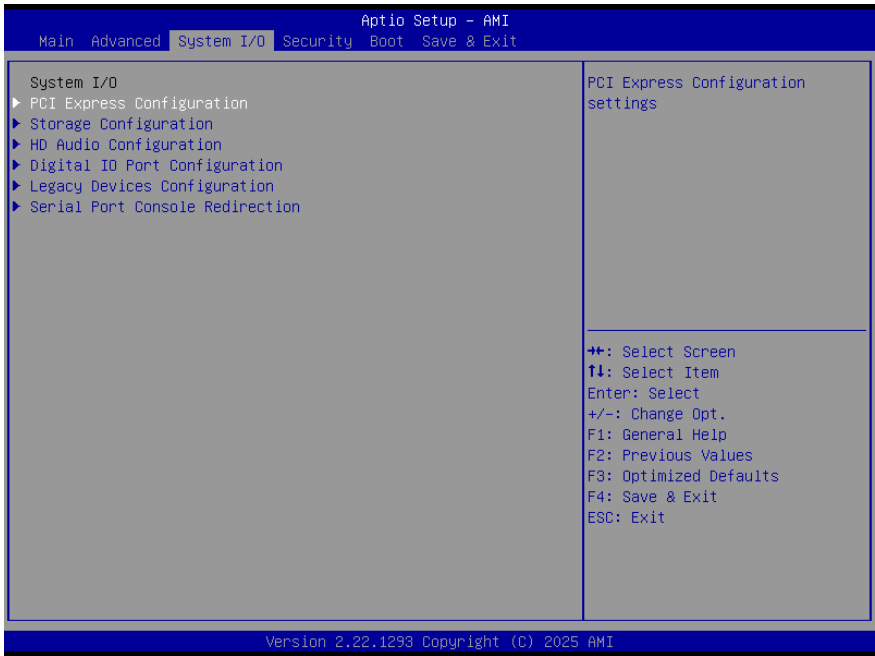 Aptio Setup – AMI
Main Advanced System I/O Security Boot Save & Exit
System I/O
PCI Express Configuration
Storage Configuration
HD Audio Configuration
Digital IO Port Configuration
Legacy Devices Configuration
Serial Port Console Redirection
PCI Express Configuration
settings
→←: Select Screen
↑↓: Select Item
Enter: Select
+/-: Change Opt.
F1: General Help
F2: Previous Values
F3: Optimized Defaults
F4: Save & Exit
ESC: Exit
Version 2.22.1293 Copyright (C) 2025 AMI